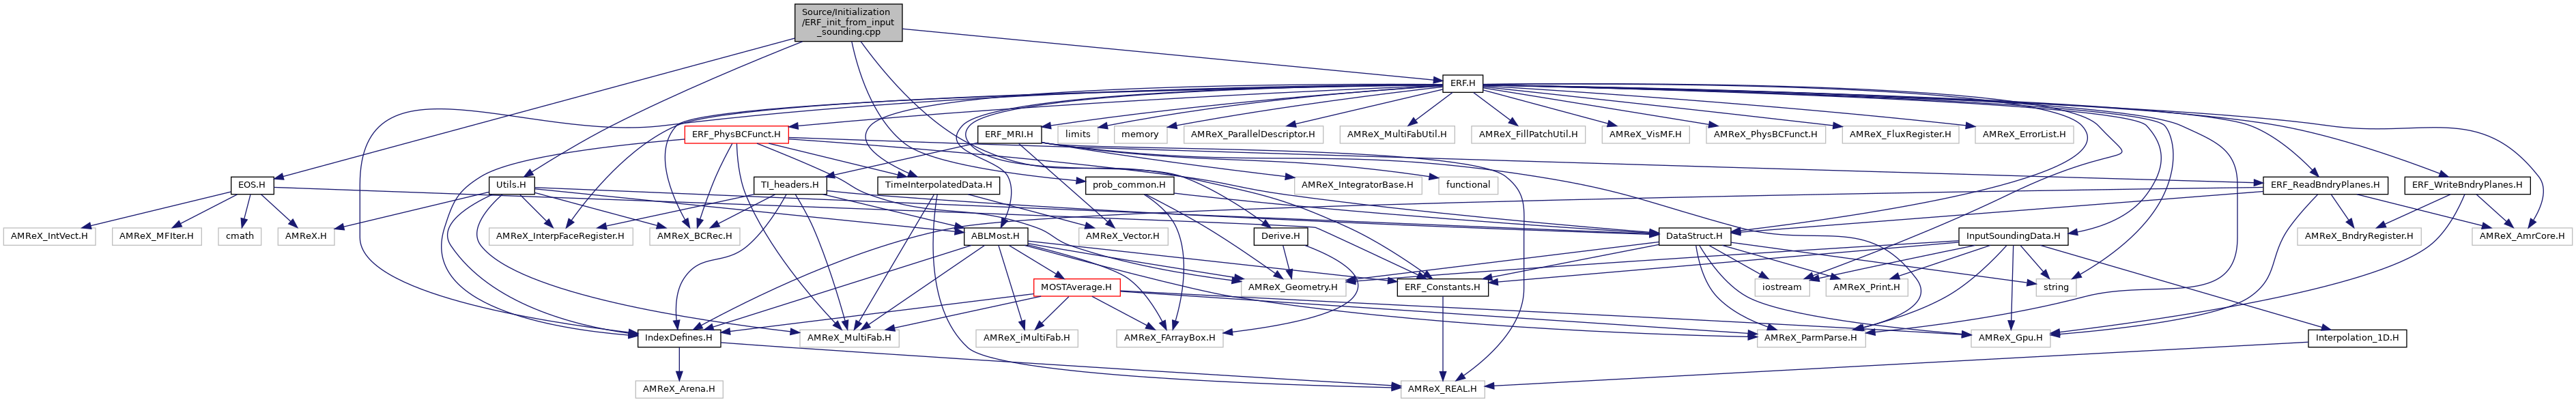 Source/Initialization
/ERF_init_from_input
_sounding.cpp
ERF.H
ERF_PhysBCFunct.H
ERF_MRI.H
limits
memory
AMReX_ParallelDescriptor.H
AMReX_MultiFabUtil.H
AMReX_FillPatchUtil.H
AMReX_VisMF.H
AMReX_PhysBCFunct.H
AMReX_FluxRegister.H
AMReX_ErrorList.H
EOS.H
Utils.H
TI_headers.H
TimeInterpolatedData.H
prob_common.H
AMReX_IntegratorBase.H
functional
ERF_ReadBndryPlanes.H
ERF_WriteBndryPlanes.H
AMReX_IntVect.H
AMReX_MFIter.H
cmath
AMReX.H
AMReX_InterpFaceRegister.H
AMReX_BCRec.H
ABLMost.H
AMReX_Vector.H
Derive.H
DataStruct.H
InputSoundingData.H
AMReX_BndryRegister.H
AMReX_AmrCore.H
MOSTAverage.H
AMReX_Geometry.H
ERF_Constants.H
iostream
AMReX_Print.H
string
IndexDefines.H
AMReX_MultiFab.H
AMReX_iMultiFab.H
AMReX_FArrayBox.H
AMReX_ParmParse.H
AMReX_Gpu.H
Interpolation_1D.H
AMReX_Arena.H
AMReX_REAL.H